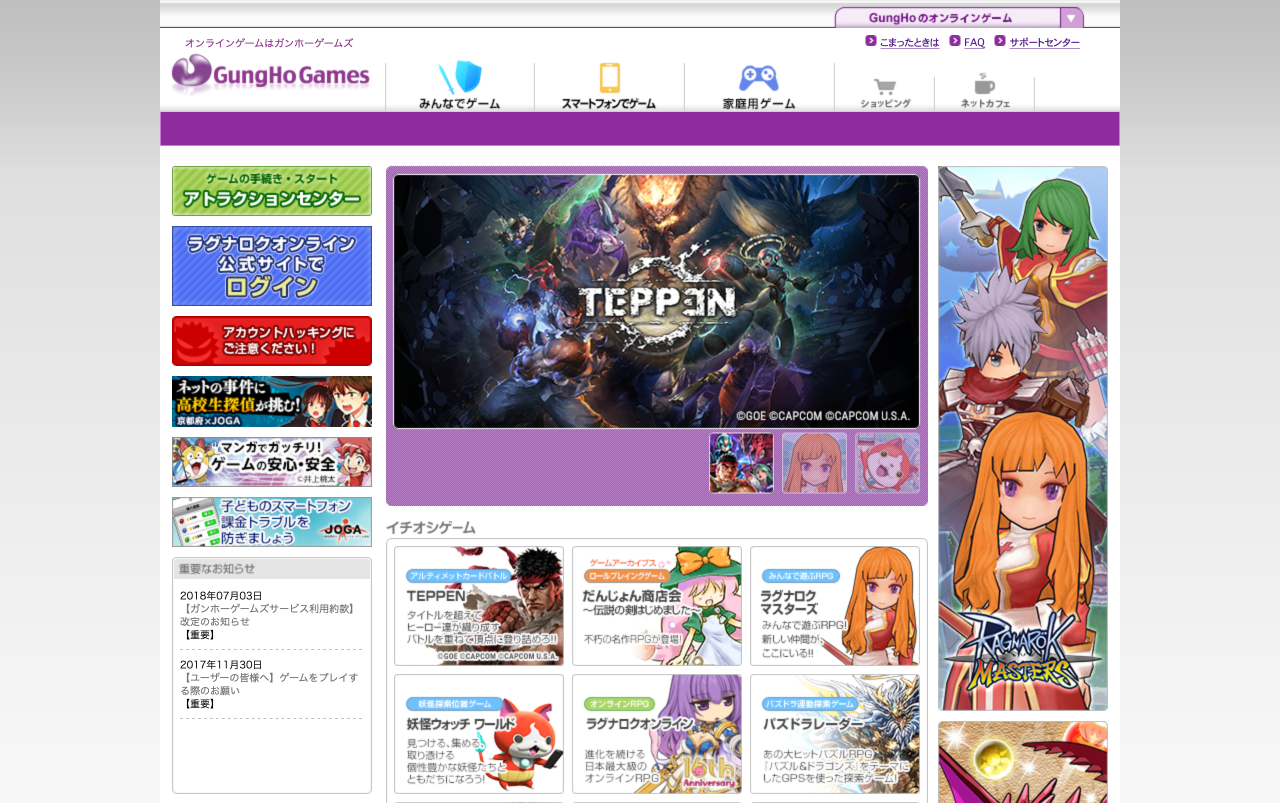 GungHoのオンラインゲーム
オンラインゲームはガンホーゲームズ
こまったときは FAQ サポートセンター
GungHo Games
みんなでゲーム
スマートフォンでゲーム
家庭用ゲーム
ショッピング
ネットカフェ
ゲームの手続き・スタート
アトラクションセンター
ラグナロクオンライン
公式サイトで
ログイン
アカウントハッキングに
ご注意ください！
ネットの事件に
高校生探偵が挑む!
京都府×JOGA
マンガでガッチリ!
ゲームの安心・安全
©井上桃太
子どものスマートフォン
課金トラブルを
防ぎましょう
JOGA
重要なお知らせ
2018年07月03日
【ガンホーゲームズサービス利用約款】
改定のお知らせ
【重要】
2017年11月30日
【ユーザーの皆様へ】ゲームをプレイす
る際のお願い
【重要】
TEPPEN
©GOE ©CAPCOM ©CAPCOM U.S.A.
イチオシゲーム
アルティメットカードバトル
TEPPEN
タイトルを超えて
ヒーロー達が織り成す
バトルを重ねて頂点に登り詰めろ!!
©GOE ©CAPCOM ©CAPCOM U.S.A.
ゲームアーカイブス
ロールプレイングゲーム
だんじょん商店会
～伝説の剣はじめました～
不朽の名作RPGが登場!
みんなで遊ぶRPG
ラグナロク
マスターズ
みんなで遊ぶRPG!
新しい仲間が、
ここにいる!!
妖怪探索位置ゲーム
妖怪ウォッチ ワールド
見つける、集める、
取り憑ける
個性豊かな妖怪たちと
ともだちになろう!
オンラインRPG
ラグナロクオンライン
進化を続ける
日本最大級の
オンラインRPG
16th
Anniversary
パズドラ連動探索ゲーム
パズドラレーダー
あの大ヒットパズルRPG
『パズル&ドラゴンズ』をテーマに
したGPSを使った探索ゲーム!
RAGNARÖK
MASTERS